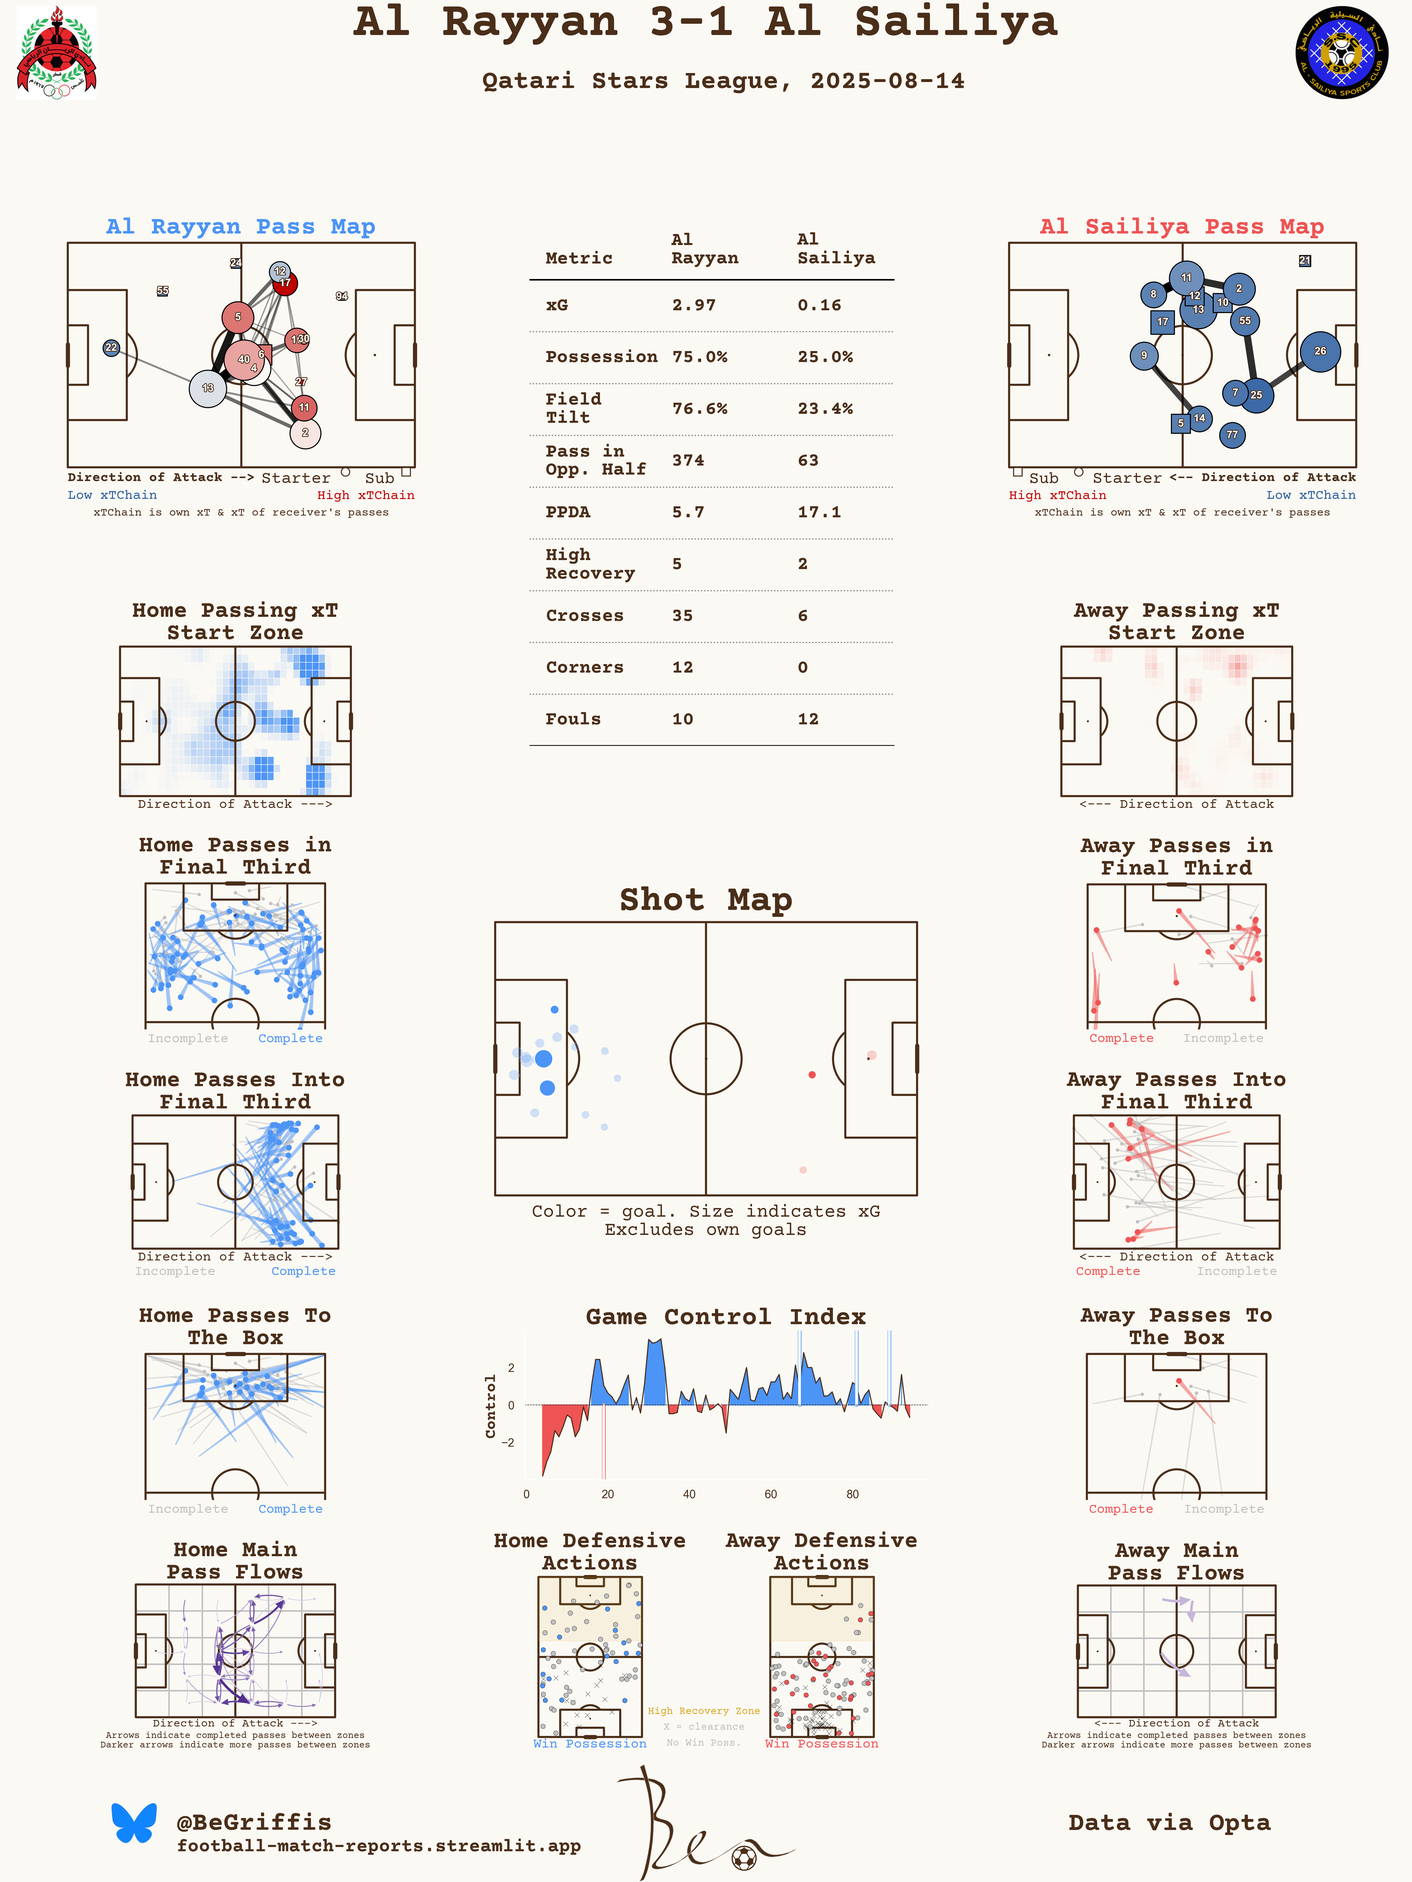 Al Rayyan 3-1 Al Sailiya
Qatari Stars League, 2025-08-14
AL - SAILIYA SPORTS CLUB
Al Rayyan Pass Map
24
55
12
17
94
5
22
6
30
40
4
13
27
11
2
Direction of Attack --> Starter Sub
Low xTChain High xTChain
xTChain is own xT & xT of receiver's passes
Metric Al Rayyan Al Sailiya
xG 2.97 0.16
Possession 75.0% 25.0%
Field Tilt 76.6% 23.4%
Pass in Opp. Half 374 63
PPDA 5.7 17.1
High Recovery 5 2
Crosses 35 6
Corners 12 0
Fouls 10 12
Al Sailiya Pass Map
21
11
8
12
2
10
13
17
55
9
26
7
25
5
14
77
Sub Starter <-- Direction of Attack
High xTChain Low xTChain
xTChain is own xT & xT of receiver's passes
Home Passing xT
Start Zone
Direction of Attack --->
Away Passing xT
Start Zone
<--- Direction of Attack
Home Passes in
Final Third
Incomplete Complete
Away Passes in
Final Third
Complete Incomplete
Shot Map
Color = goal. Size indicates xG
Excludes own goals
Home Passes Into
Final Third
Direction of Attack --->
Incomplete Complete
Away Passes Into
Final Third
<--- Direction of Attack
Complete Incomplete
Home Passes To
The Box
Incomplete Complete
Game Control Index
Control
2
0
−2
0 20 40 60 80
Away Passes To
The Box
Complete Incomplete
Home Main
Pass Flows
Direction of Attack --->
Arrows indicate completed passes between zones
Darker arrows indicate more passes between zones
Home Defensive
Actions
Win Possession
Away Defensive
Actions
Win Possession
High Recovery Zone
X = clearance
No Win Poss.
Away Main
Pass Flows
<--- Direction of Attack
Arrows indicate completed passes between zones
Darker arrows indicate more passes between zones
@BeGriffis
football-match-reports.streamlit.app
Ben
Data via Opta